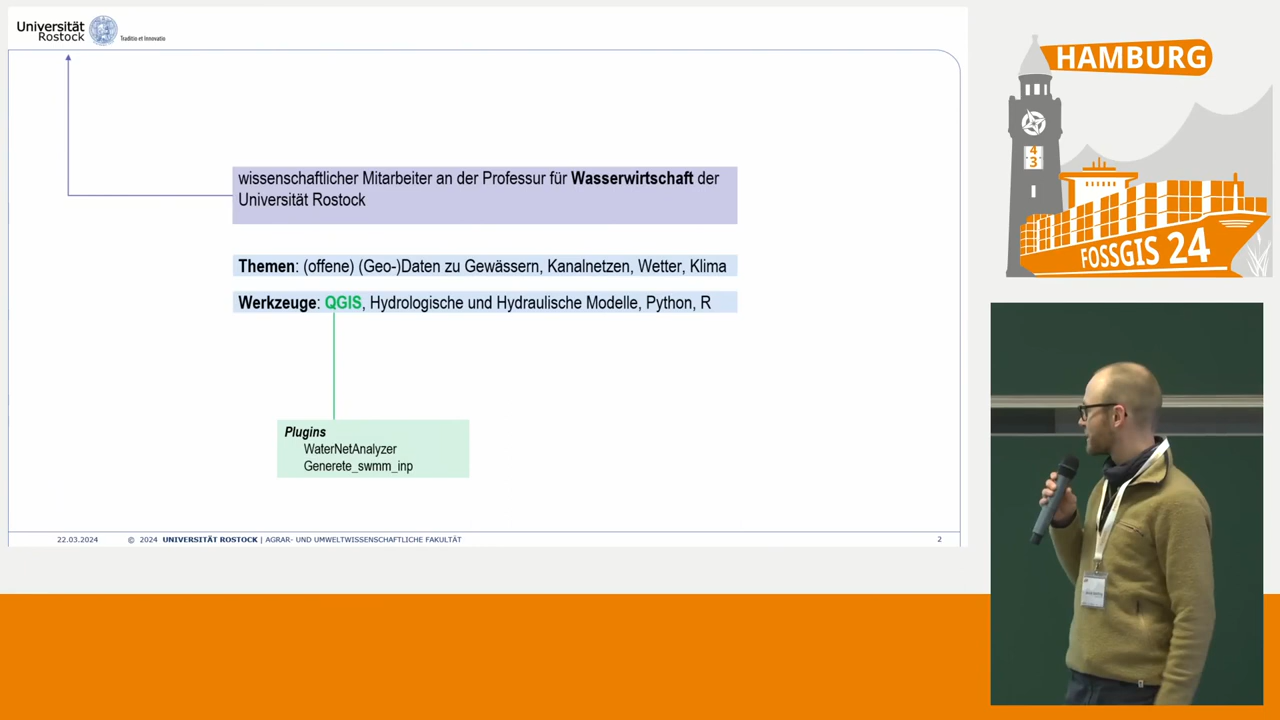 Universität
Rostock
Traditio et Innovatio
HAMBURG
4
3
FOSSGIS 24
wissenschaftlicher Mitarbeiter an der Professur für Wasserwirtschaft der
Universität Rostock
Themen: (offene) (Geo-)Daten zu Gewässern, Kanalnetzen, Wetter, Klima
Werkzeuge: QGIS, Hydrologische und Hydraulische Modelle, Python, R
Plugins
WaterNetAnalyzer
Generete_swmm_inp
22.03.2024 © 2024 UNIVERSITÄT ROSTOCK | AGRAR- UND UMWELTWISSENSCHAFTLICHE FAKULTÄT 2